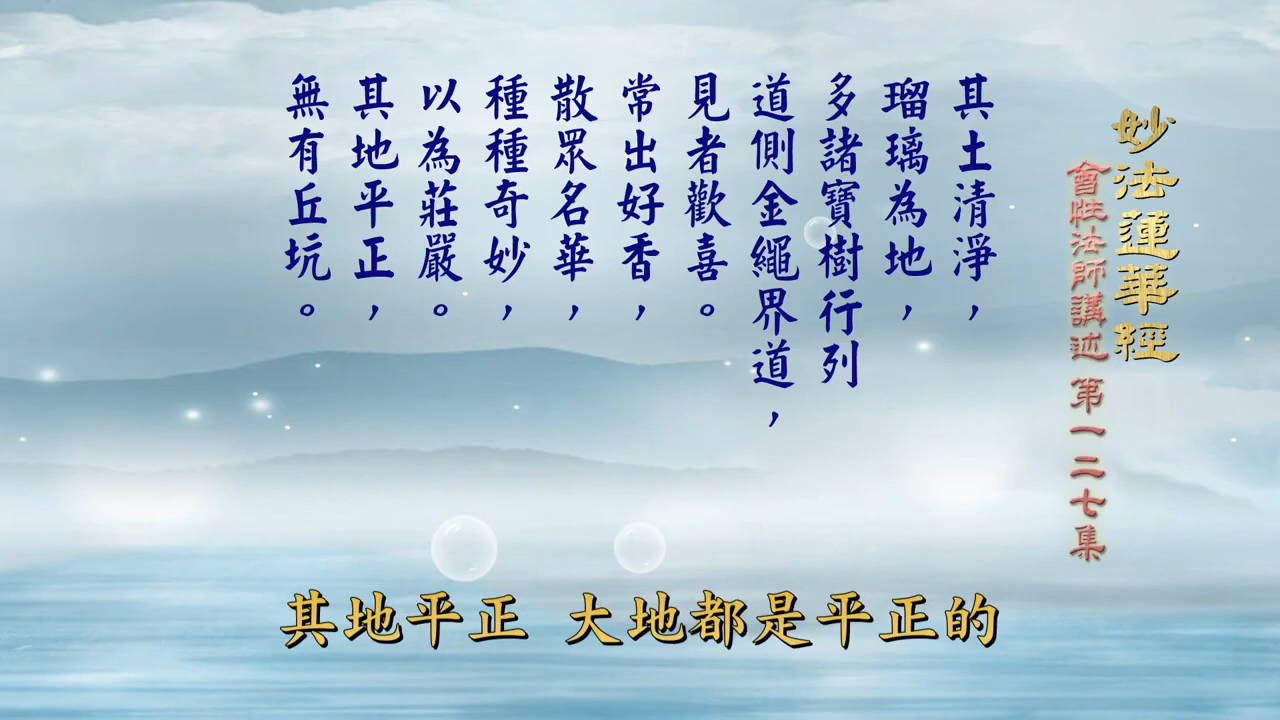 妙法蓮華經
會性法師講述 第一二七集
其土清淨，
瑠璃為地，
多諸寶樹行列
道側金繩界道，
見者歡喜。
常出好香，
散眾名華，
種種奇妙，
以為莊嚴。
其地平正，
無有丘坑。
其地平正 大地都是平正的